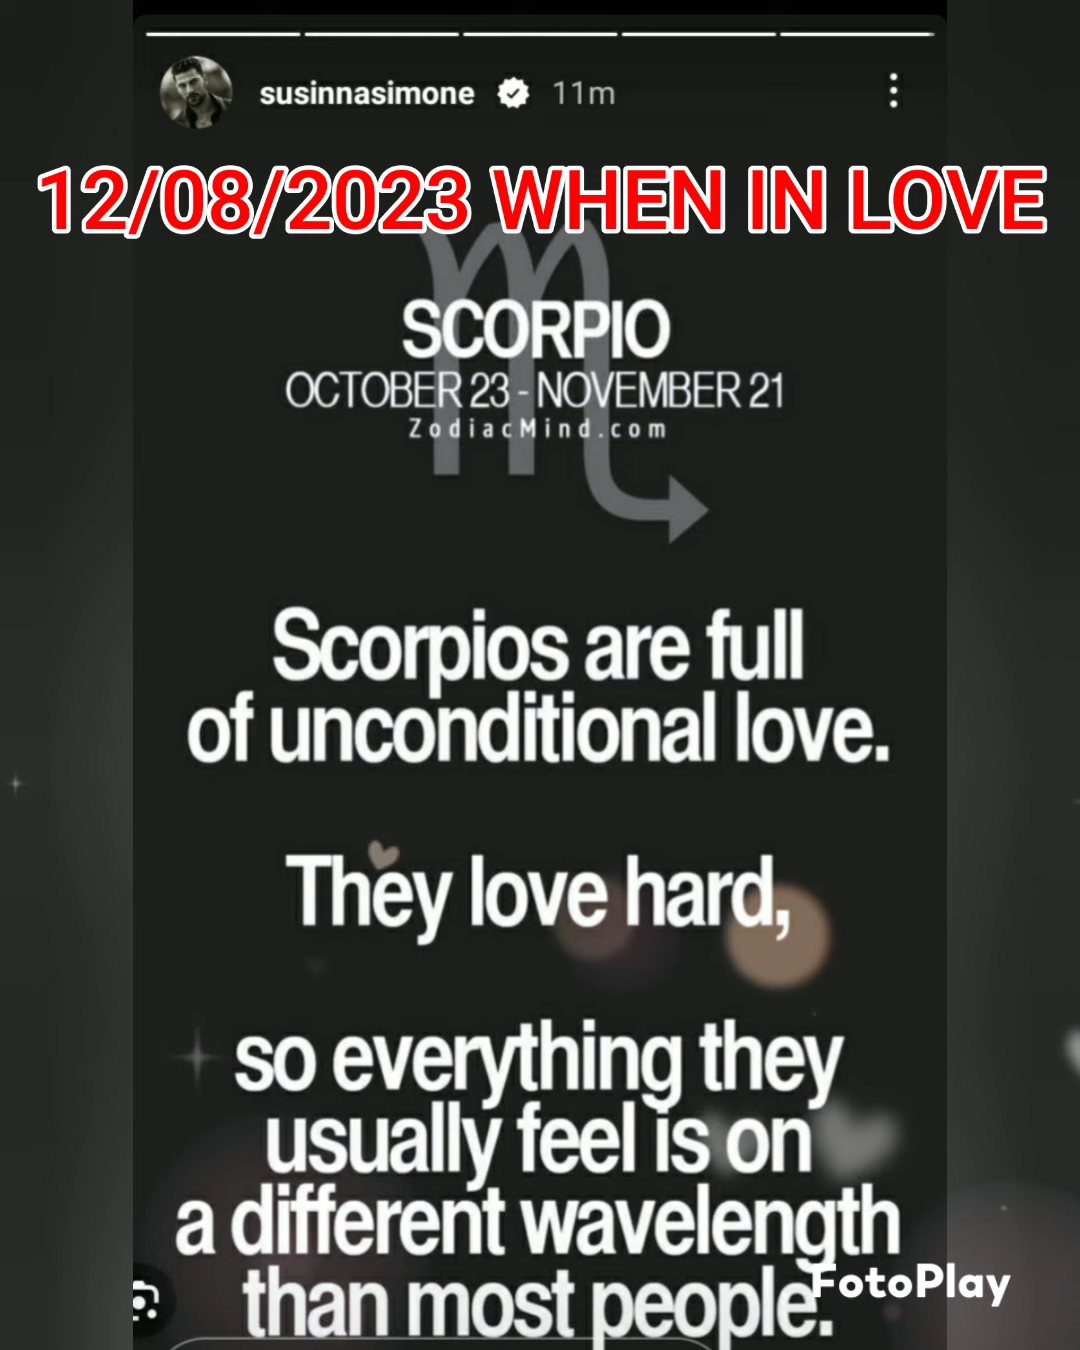 susinnasimone 11m
12/08/2023 WHEN IN LOVE
SCORPIO
OCTOBER 23 - NOVEMBER 21
ZodiacMind.com
Scorpios are full
of unconditional love.
They love hard,
so everything they
usually feel is on
a different wavelength
than most people.
FotoPlay